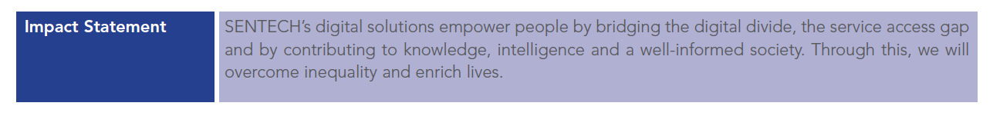 Impact Statement
SENTECH’s digital solutions empower people by bridging the digital divide, the service access gap
and by contributing to knowledge, intelligence and a well-informed society. Through this, we will
overcome inequality and enrich lives.